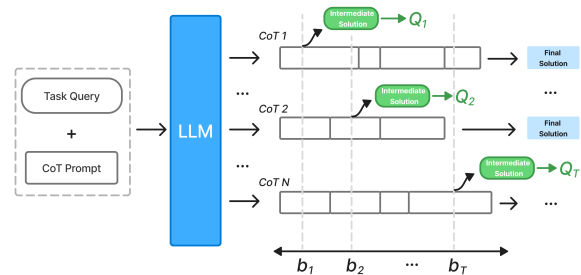 CoT 1
Intermediate
Solution
Q1
Final
Solution
...
...
Task Query
+
CoT Prompt
LLM
CoT 2
Intermediate
Solution
Q2
Final
Solution
...
CoT N
Intermediate
Solution
QT
...
b1 b2 ... bT